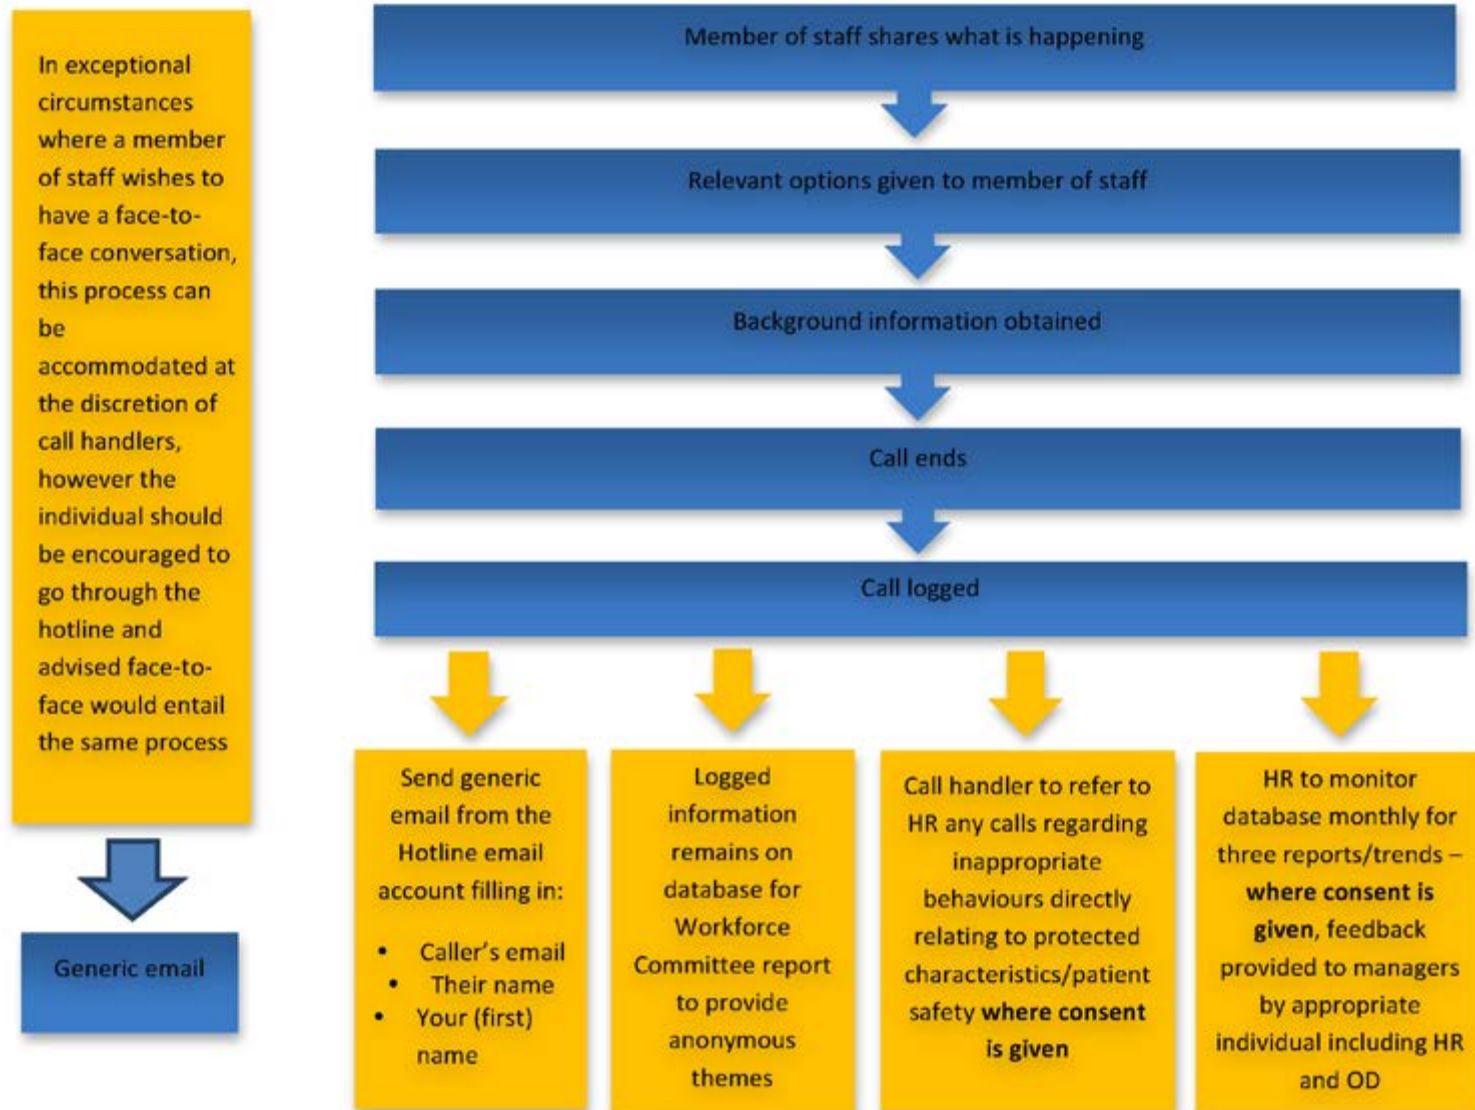 In exceptional
circumstances
where a member
of staff wishes to
have a face-to-
face conversation,
this process can
be
accommodated at
the discretion of
call handlers,
however the
individual should
be encouraged to
go through the
hotline and
advised face-to-
face would entail
the same process
Generic email
Member of staff shares what is happening
Relevant options given to member of staff
Background information obtained
Call ends
Call logged
Send generic
email from the
Hotline email
account filling in:
• Caller's email
• Their name
• Your (first)
name
Logged
information
remains on
database for
Workforce
Committee report
to provide
anonymous
themes
Call handler to refer to
HR any calls regarding
inappropriate
behaviours directly
relating to protected
characteristics/patient
safety where consent
is given
HR to monitor
database monthly for
three reports/trends –
where consent is
given, feedback
provided to managers
by appropriate
individual including HR
and OD